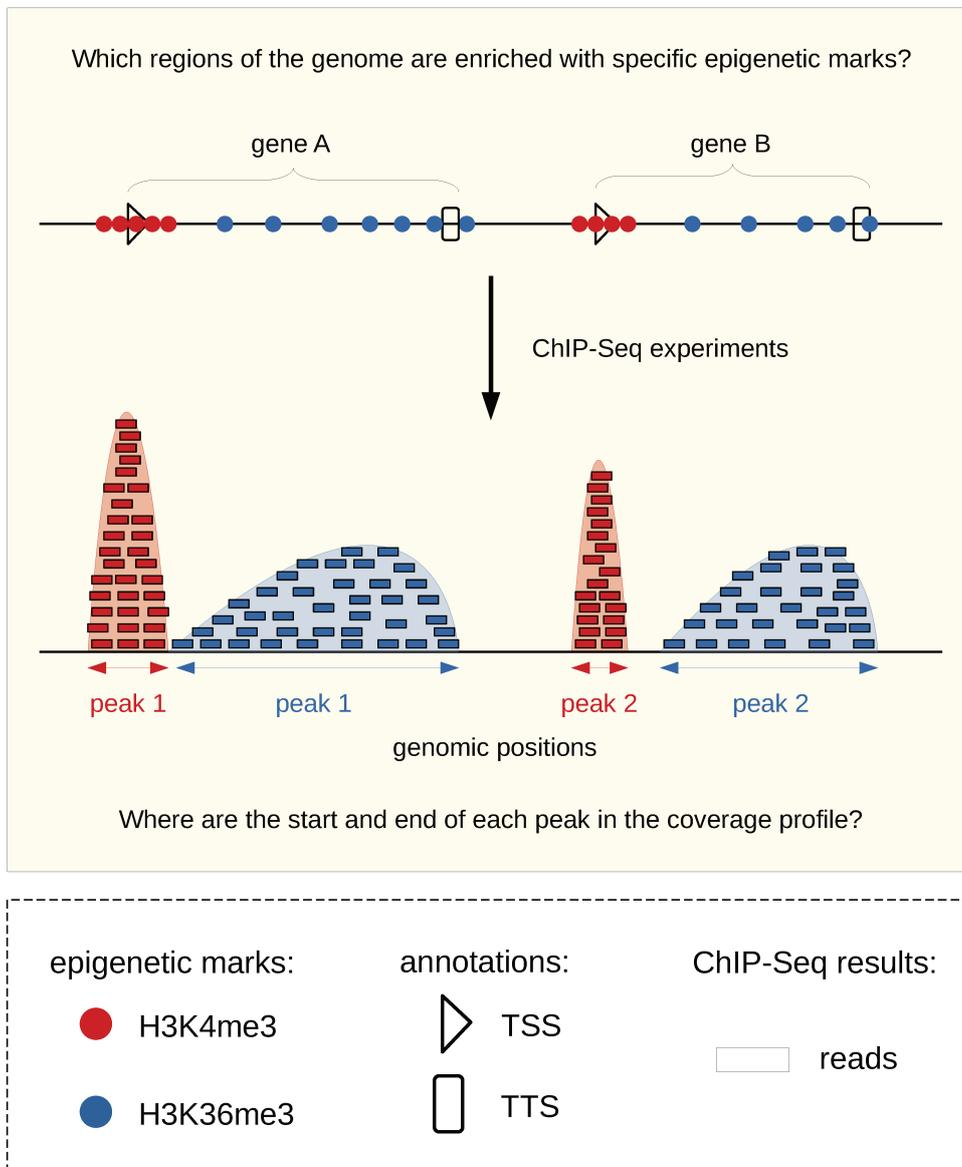 Which regions of the genome are enriched with specific epigenetic marks?
gene A
gene B
ChIP-Seq experiments
peak 1
peak 1
peak 2
peak 2
genomic positions
Where are the start and end of each peak in the coverage profile?
epigenetic marks:
annotations:
ChIP-Seq results:
H3K4me3
TSS
reads
H3K36me3
TTS